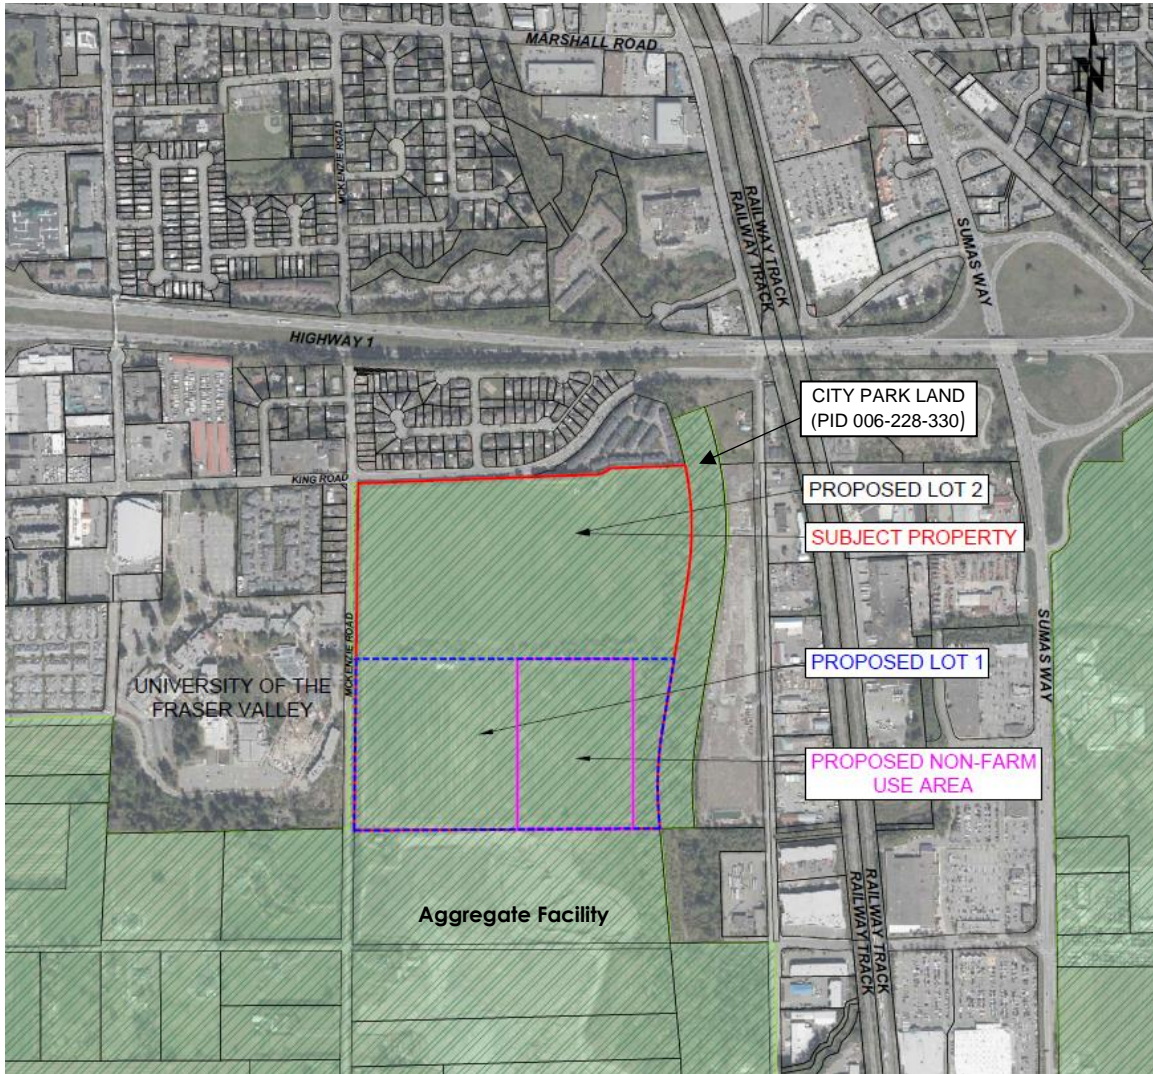 MARSHALL ROAD
N
MCKENZIE ROAD
RAILWAY TRACK
RAILWAY TRACK
SUMAS WAY
HIGHWAY 1
CITY PARK LAND
(PID 006-228-330)
KING ROAD
PROPOSED LOT 2
SUBJECT PROPERTY
MCKENZIE ROAD
SUMAS WAY
PROPOSED LOT 1
UNIVERSITY OF THE
FRASER VALLEY
PROPOSED NON-FARM
USE AREA
Aggregate Facility
RAILWAY TRACK
RAILWAY TRACK